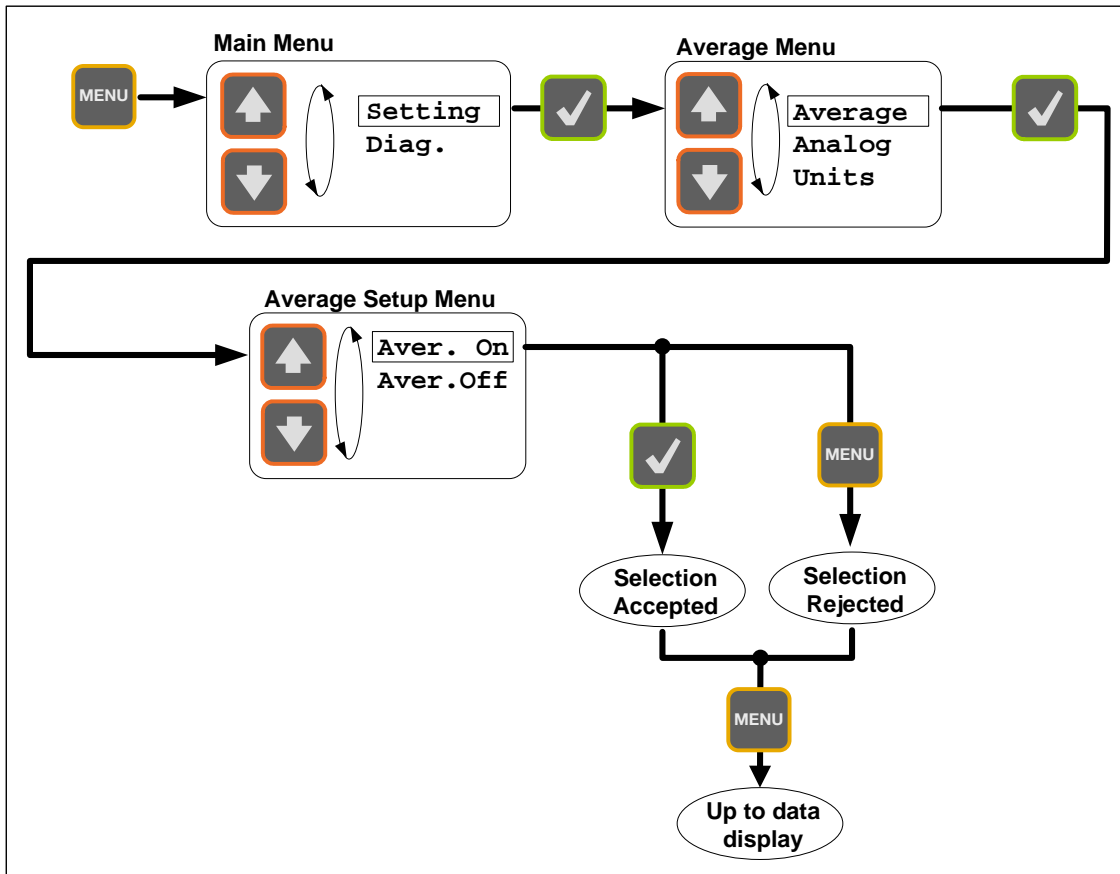 Main Menu
MENU
Setting
Diag.
Average Menu
Average
Analog
Units
Average Setup Menu
Aver. On
Aver.Off
MENU
Selection
Accepted
Selection
Rejected
MENU
Up to data
display